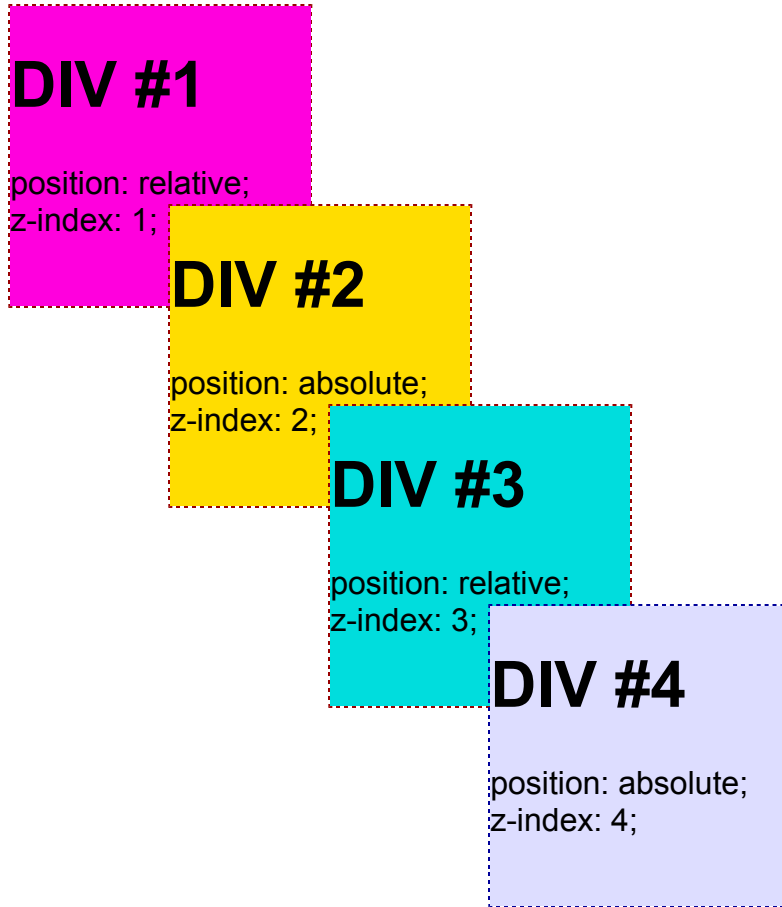 DIV #1
position: relative;
z-index: 1;
DIV #2
position: absolute;
z-index: 2;
DIV #3
position: relative;
z-index: 3;
DIV #4
position: absolute;
z-index: 4;